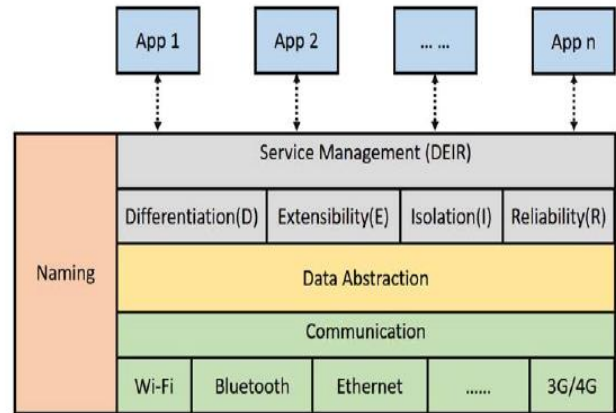 App 1
App 2
... ...
App n
Service Management (DEIR)
Differentiation(D)
Extensibility(E)
Isolation(I)
Reliability(R)
Naming
Data Abstraction
Communication
Wi-Fi
Bluetooth
Ethernet
......
3G/4G